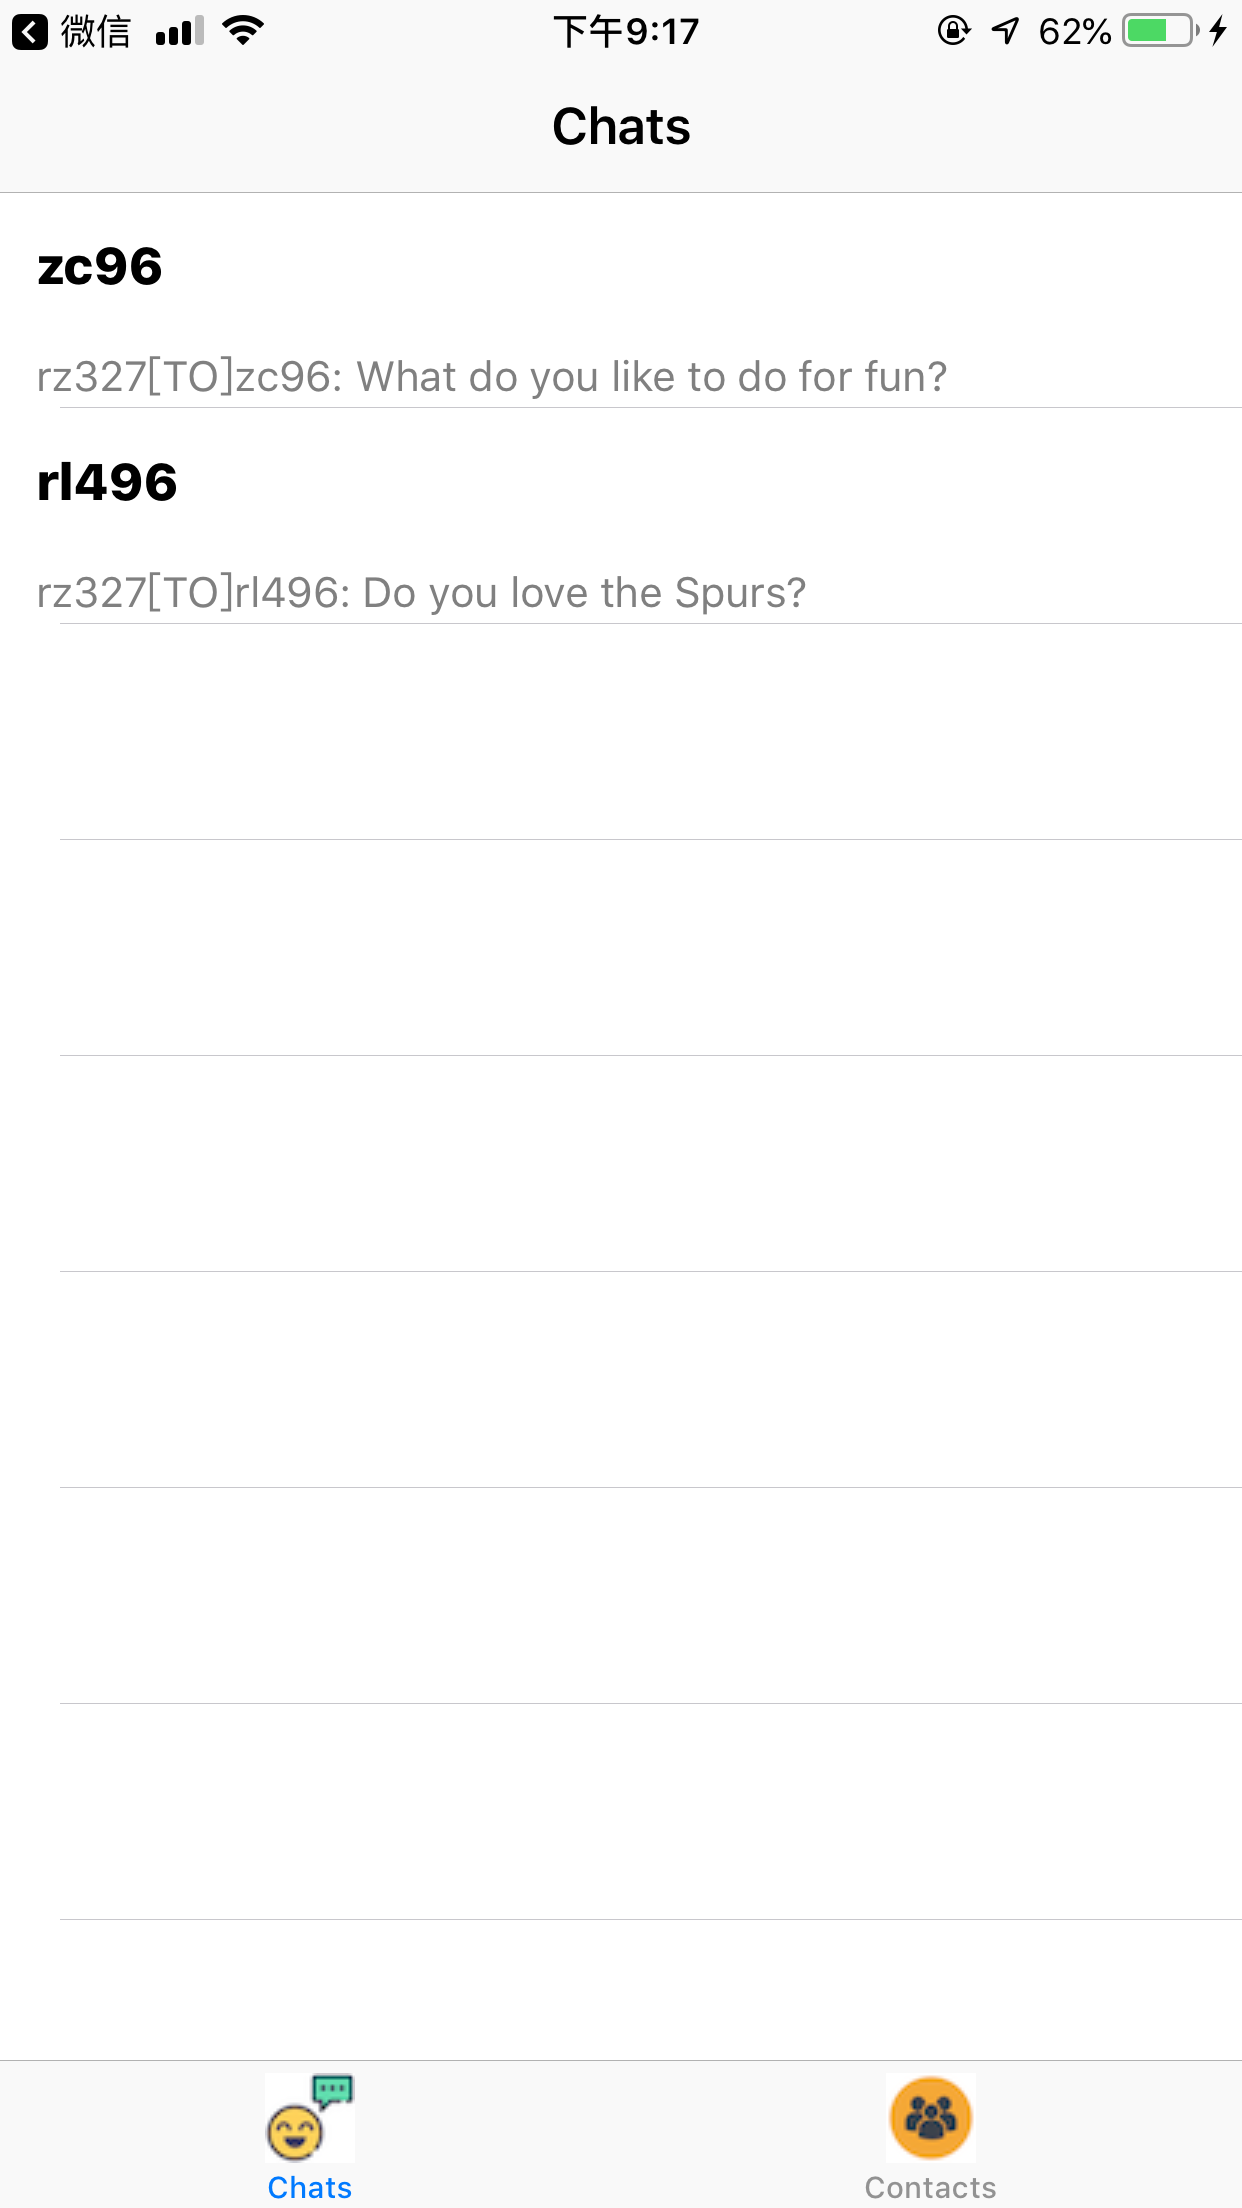 微信 下午9:17 62%
Chats
zc96
rz327[TO]zc96: What do you like to do for fun?
rl496
rz327[TO]rl496: Do you love the Spurs?
Chats Contacts